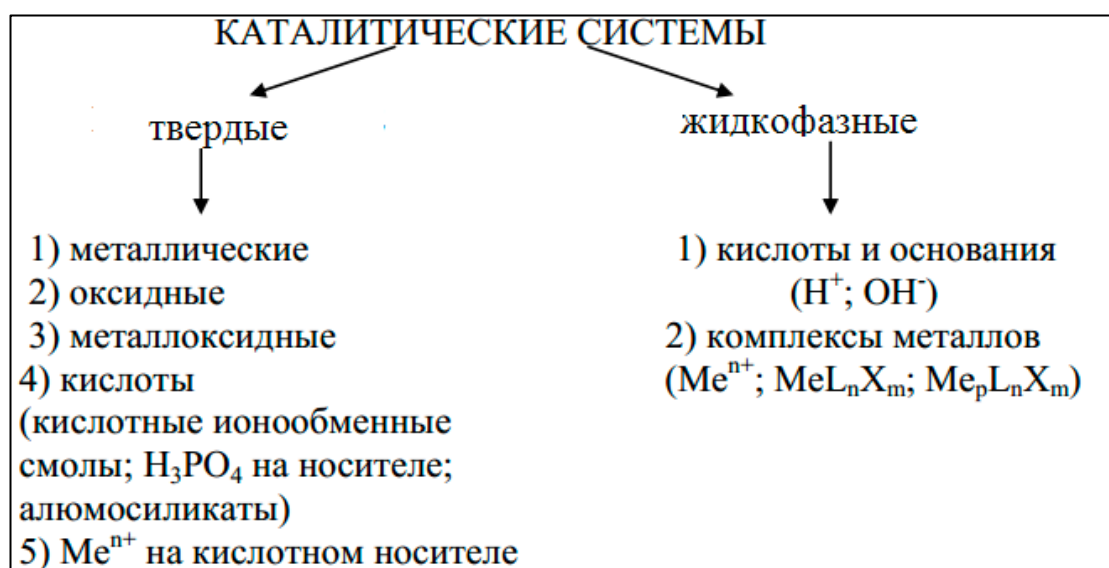 КАТАЛИТИЧЕСКИЕ СИСТЕМЫ
твердые
жидкофазные
1) металлические
2) оксидные
3) металлоксидные
4) кислоты
(кислотные ионообменные
смолы; H₃PO₄ на носителе;
алюмосиликаты)
5) Meⁿ⁺ на кислотном носителе
1) кислоты и основания
(H⁺; OH⁻)
2) комплексы металлов
(Meⁿ⁺; MeLₙXₘ; MeₚLₙXₘ)